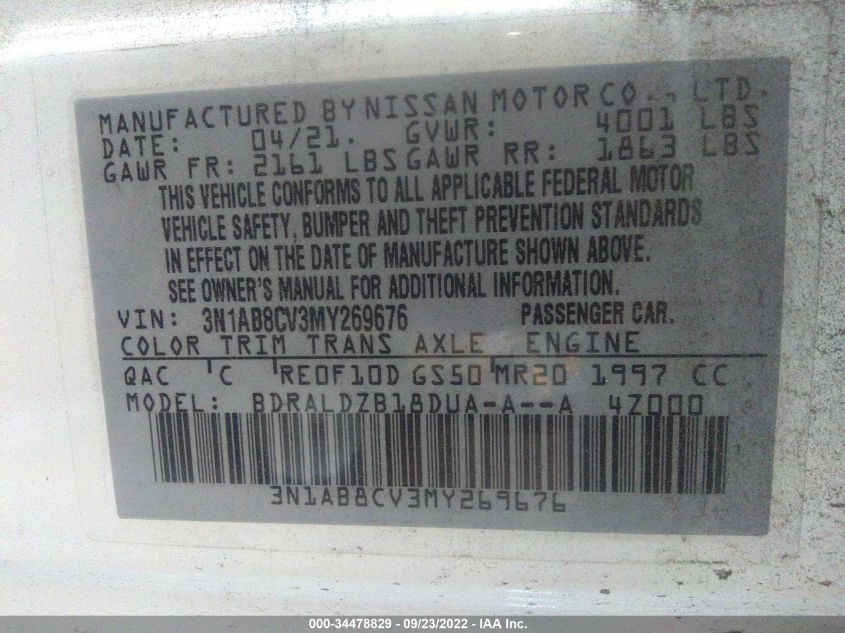 MANUFACTURED BY NISSAN MOTOR CO., LTD.
DATE: 04/21. GVWR: 4001 LBS
GAWR FR: 2161 LBS GAWR RR: 1863 LBS
THIS VEHICLE CONFORMS TO ALL APPLICABLE FEDERAL MOTOR
VEHICLE SAFETY, BUMPER AND THEFT PREVENTION STANDARDS
IN EFFECT ON THE DATE OF MANUFACTURE SHOWN ABOVE.
SEE OWNER'S MANUAL FOR ADDITIONAL INFORMATION.
VIN: 3N1AB8CV3MY269676 PASSENGER CAR.
COLOR TRIM TRANS AXLE ENGINE
QAC C RE0F10D GS50 MR20 1997 CC
MODEL: BDRALDZB18DUA-A--A 4Z000
3N1AB8CV3MY269676
000-34478829 - 09/23/2022 - IAA Inc.